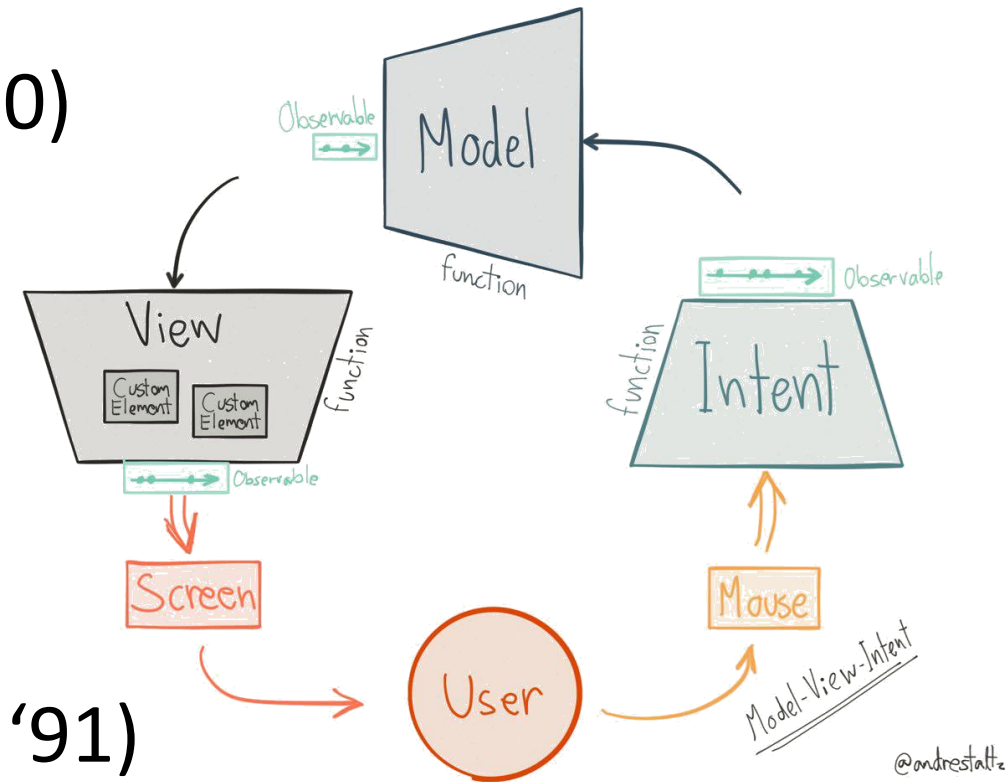 0)
Observable
Model
function
View
function
Custom
Element
Custom
Element
Observable
Observable
function
Intent
Screen
Mouse
User
Model-View-Intent
‘91)
@andrestaltz